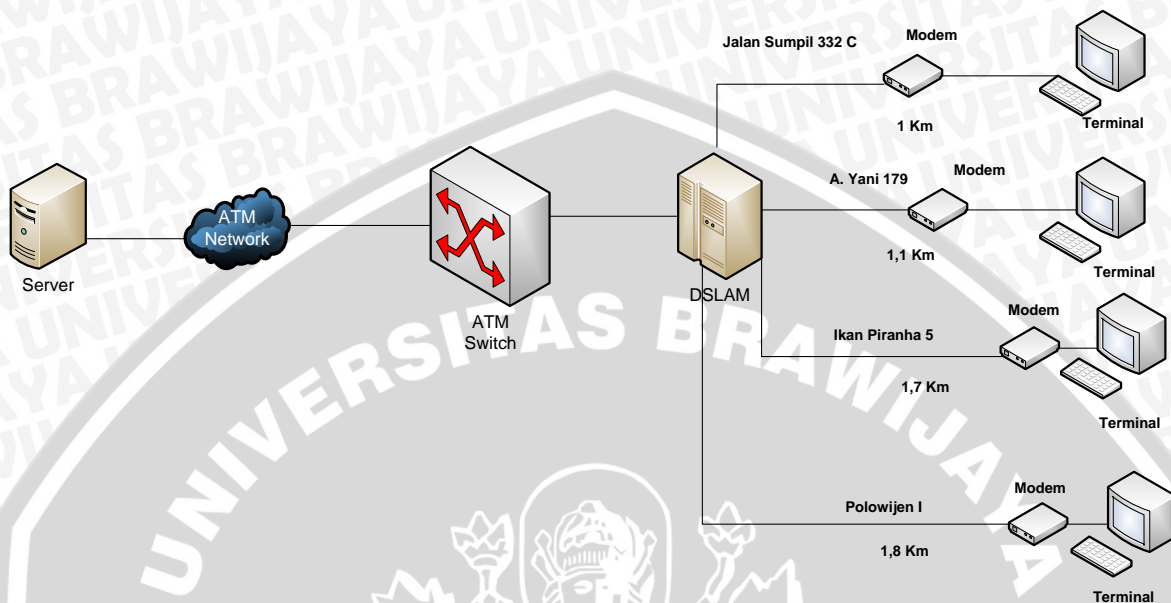 Jalan Sumpil 332 C
Modem
1 Km
Terminal
A. Yani 179
Modem
1,1 Km
Terminal
Server
ATM
Network
ATM
Switch
DSLAM
Ikan Piranha 5
Modem
1,7 Km
Terminal
Polowijen I
Modem
1,8 Km
Terminal
UNIVERSITAS BRAWIJAYA